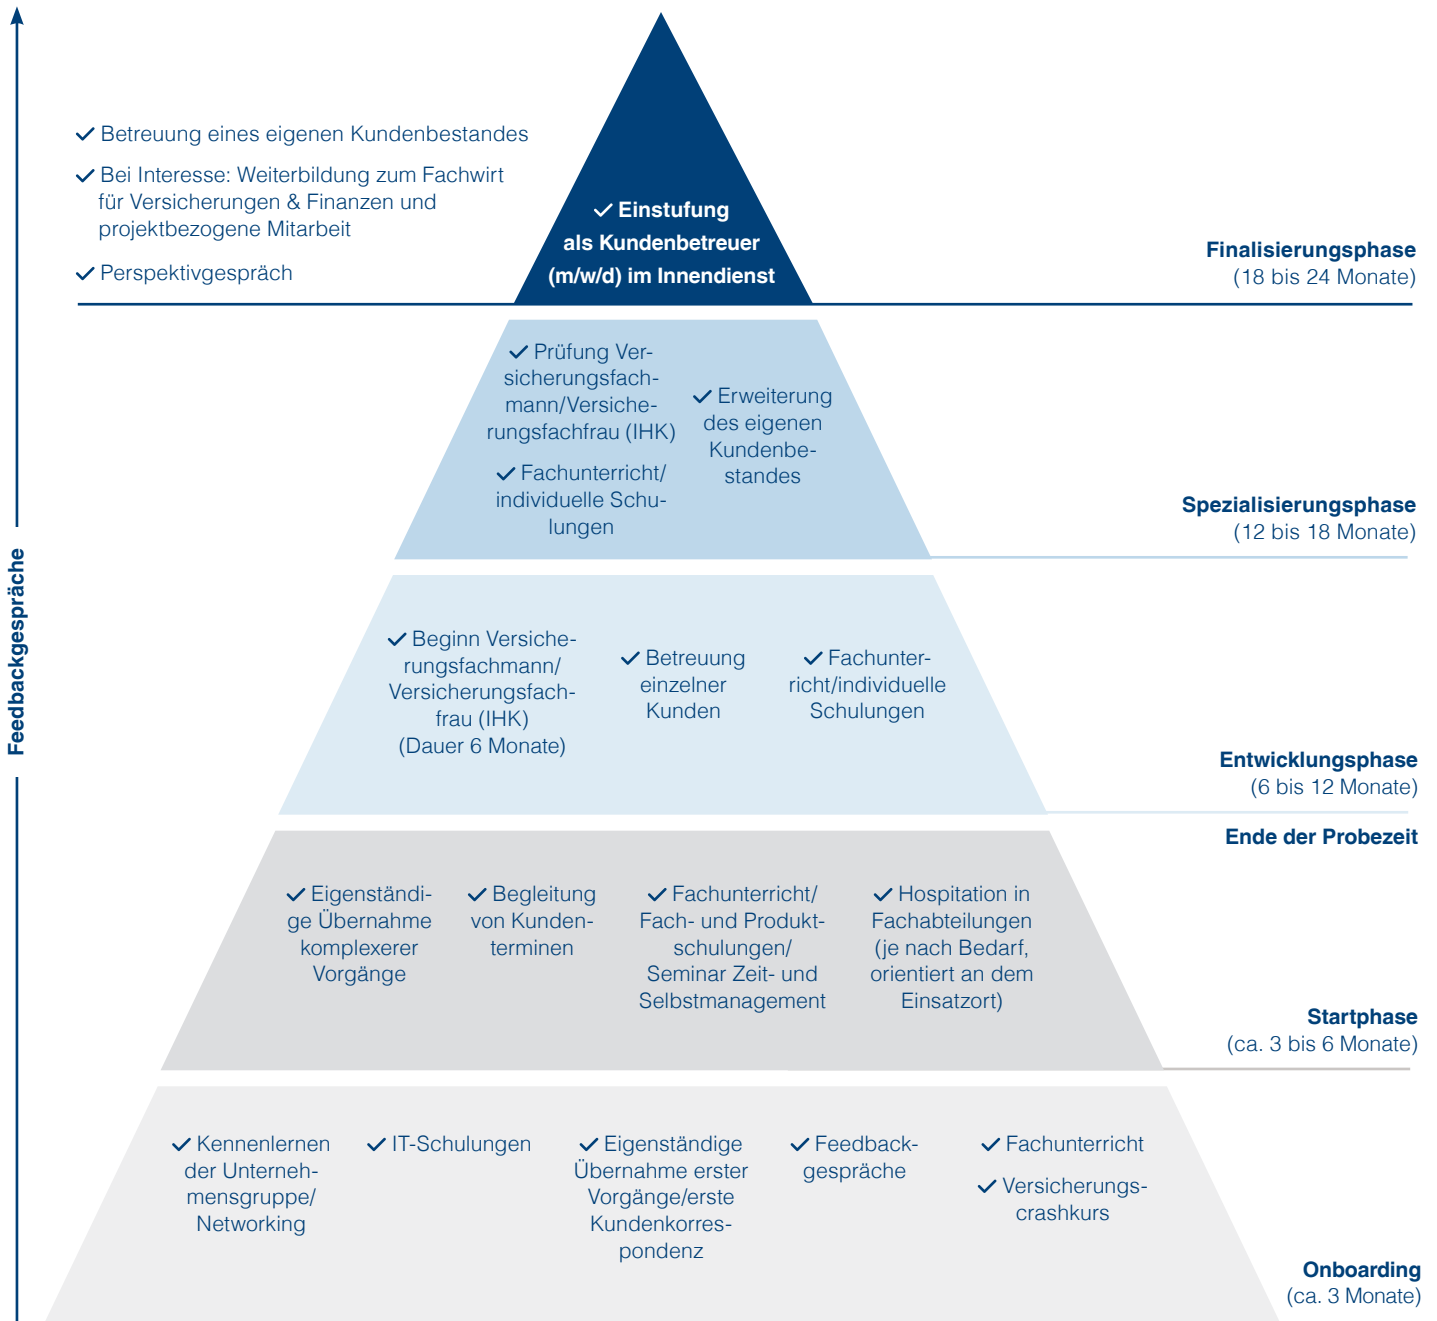 Feedbackgespräche
✓ Betreuung eines eigenen Kundenbestandes
✓ Bei Interesse: Weiterbildung zum Fachwirt
für Versicherungen & Finanzen und
projektbezogene Mitarbeit
✓ Perspektivgespräch
✓ Einstufung
als Kundenbetreuer
(m/w/d) im Innendienst
Finalisierungsphase
(18 bis 24 Monate)
✓ Prüfung Ver-
sicherungsfach-
mann/Versiche-
rungsfachfrau (IHK)
✓ Fachunterricht/
individuelle Schu-
lungen
✓ Erweiterung
des eigenen
Kundenbe-
standes
Spezialisierungsphase
(12 bis 18 Monate)
✓ Beginn Versiche-
rungsfachmann/
Versicherungsfach-
frau (IHK)
(Dauer 6 Monate)
✓ Betreuung
einzelner
Kunden
✓ Fachunter-
richt/individuelle
Schulungen
Entwicklungsphase
(6 bis 12 Monate)
Ende der Probezeit
✓ Eigenständi-
ge Übernahme
komplexerer
Vorgänge
✓ Begleitung
von Kunden-
terminen
✓ Fachunterricht/
Fach- und Produkt-
schulungen/
Seminar Zeit- und
Selbstmanagement
✓ Hospitation in
Fachabteilungen
(je nach Bedarf,
orientiert an dem
Einsatzort)
Startphase
(ca. 3 bis 6 Monate)
✓ Kennenlernen
der Unterneh-
mensgruppe/
Networking
✓ IT-Schulungen
✓ Eigenständige
Übernahme erster
Vorgänge/erste
Kundenkorres-
pondenz
✓ Feedback-
gespräche
✓ Fachunterricht
✓ Versicherungs-
crashkurs
Onboarding
(ca. 3 Monate)